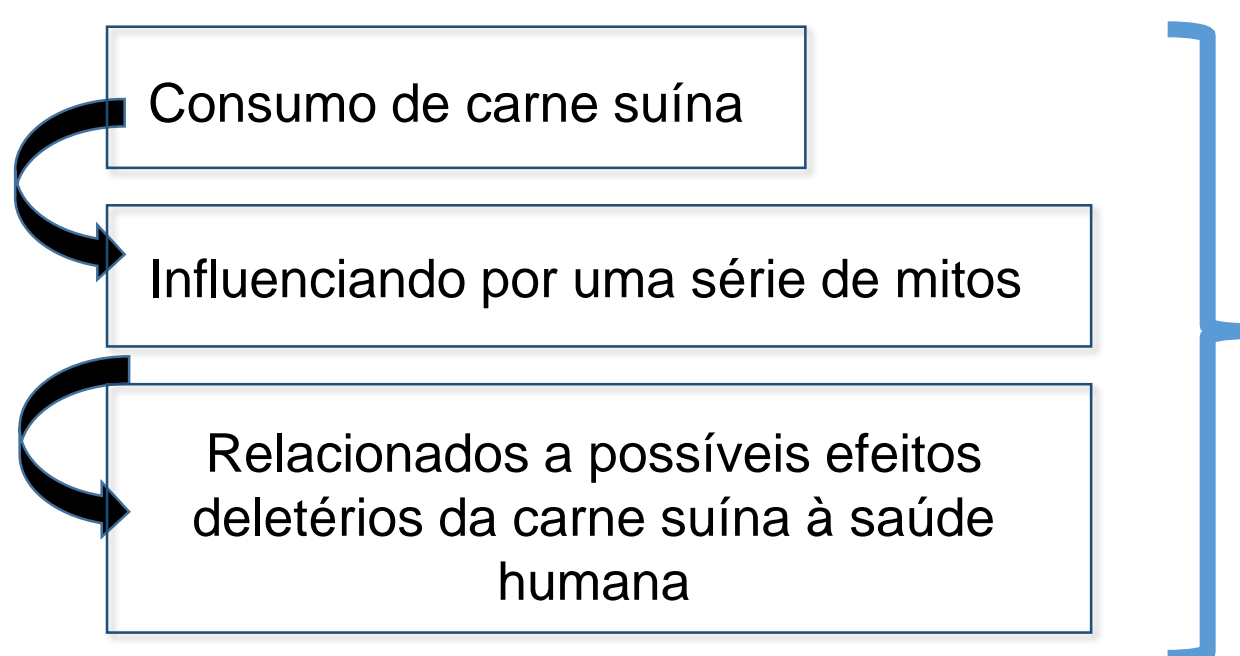 Consumo de carne suína
Influenciando por uma série de mitos
Relacionados a possíveis efeitos
deletérios da carne suína à saúde
humana